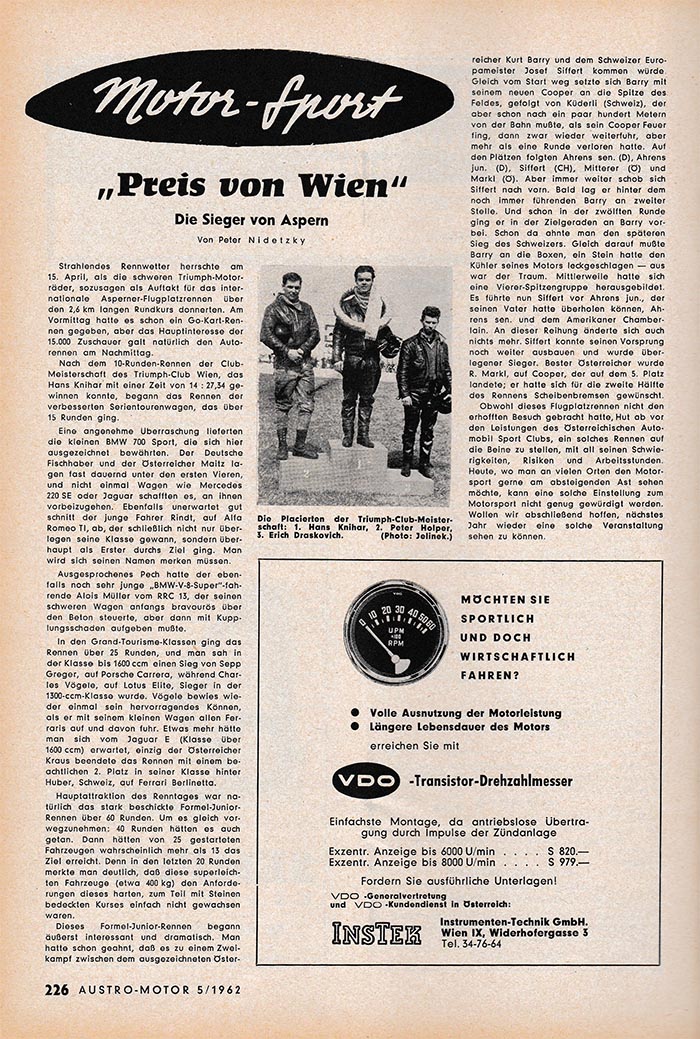 Motor-Sport
„Preis von Wien“
Die Sieger von Aspern
Von Peter Nidetzky
Strahlendes Rennwetter herrschte am
15. April, als die schweren Triumph-Motor-
räder, sozusagen als Auftakt für das inter-
nationale Asperner-Flugplatzrennen über
den 2,6 km langen Rundkurs donnerten. Am
Vormittag hatte es schon ein Go-Kart-Ren-
nen gegeben, aber das Hauptinteresse der
15.000 Zuschauer galt natürlich den Auto-
rennen am Nachmittag.
Nach dem 10-Runden-Rennen der Club-
Meisterschaft des Triumph-Club Wien, das
Hans Knihar mit einer Zeit von 14 : 27,34 ge-
winnen konnte, begann das Rennen der
verbesserten Serientourenwagen, das über
15 Runden ging.
Eine angenehme Überraschung lieferten
die kleinen BMW 700 Sport, die sich hier
ausgezeichnet bewährten. Der Deutsche
Fischhaber und der Österreicher Maitz la-
gen fast dauernd unter den ersten Vieren,
und nicht einmal Wagen wie Mercedes
220 SE oder Jaguar schafften es, an ihnen
vorbeizugehen. Ebenfalls unerwartet gut
schnitt der junge Fahrer Rindt, auf Alfa
Romeo TI, ab, der schließlich nicht nur über-
legen seine Klasse gewann, sondern über-
haupt als Erster durchs Ziel ging. Man
wird sich seinen Namen merken müssen.
Ausgesprochenes Pech hatte der eben-
falls noch sehr junge „BMW-V-8-Super“-fah-
rende Alois Müller vom RRC 13, der seinen
schweren Wagen anfangs bravourös über
den Beton steuerte, aber dann mit Kupp-
lungsschaden aufgeben mußte.
In den Grand-Tourisme-Klassen ging das
Rennen über 25 Runden, und man sah in
der Klasse bis 1600 ccm einen Sieg von Sepp
Greger, auf Porsche Carrera, während Char-
les Vögele, auf Lotus Elite, Sieger in der
1300-ccm-Klasse wurde. Vögele bewies wie-
der einmal sein hervorragendes Können,
als er mit seinem kleinen Wagen allen Fer-
raris auf und davon fuhr. Etwas mehr hätte
man sich vom Jaguar E (Klasse über
1600 ccm) erwartet, einzig der Österreicher
Kraus beendete das Rennen mit einem be-
achtlichen 2. Platz in seiner Klasse hinter
Huber, Schweiz, auf Ferrari Berlinetta.
Hauptattraktion des Renntages war na-
türlich das stark beschickte Formel-Junior-
Rennen über 60 Runden. Um es gleich vor-
wegzunehmen: 40 Runden hätten es auch
getan. Dann hätten von 25 gestarteten
Fahrzeugen wahrscheinlich mehr als 13 das
Ziel erreicht. Denn in den letzten 20 Runden
merkte man deutlich, daß diese superleich-
ten Fahrzeuge (etwa 400 kg) den Anforde-
rungen dieses harten, zum Teil mit Steinen
bedeckten Kurses einfach nicht gewachsen
waren.
Dieses Formel-Junior-Rennen begann
äußerst interessant und dramatisch. Man
hatte schon geahnt, daß es zu einem Zwei-
kampf zwischen dem ausgezeichneten Öster-
Die Placierten der Triumph-Club-Meister-
schaft: 1. Hans Knihar, 2. Peter Holper,
3. Erich Draskovich. (Photo: Jelinek.)
reicher Kurt Barry und dem Schweizer Euro-
pameister Josef Siffert kommen würde.
Gleich vom Start weg setzte sich Barry mit
seinem neuen Cooper an die Spitze des
Feldes, gefolgt von Küderli (Schweiz), der
aber schon nach ein paar hundert Metern
von der Bahn mußte, als sein Cooper Feuer
fing, dann zwar wieder weiterfuhr, aber
mehr als eine Runde verloren hatte. Auf
den Plätzen folgten Ahrens sen. (D), Ahrens
jun. (D), Siffert (CH), Mitterer (Ö) und
Markl (Ö). Aber immer weiter schob sich
Siffert nach vorn. Bald lag er hinter dem
noch immer führenden Barry an zweiter
Stelle. Und schon in der zwölften Runde
ging er in der Zielgeraden an Barry vor-
bei. Schon da ahnte man den späteren
Sieg des Schweizers. Gleich darauf mußte
Barry an die Boxen, ein Stein hatte den
Kühler seines Motors leckgeschlagen — aus
war der Traum. Mittlerweile hatte sich
eine Vierer-Spitzengruppe herausgebildet.
Es führte nun Siffert vor Ahrens jun., der
seinen Vater hatte überholen können, Ah-
rens sen. und dem Amerikaner Chamber-
lain. An dieser Reihung änderte sich auch
nichts mehr. Siffert konnte seinen Vorsprung
noch weiter ausbauen und wurde über-
legener Sieger. Bester Österreicher wurde
R. Markl, auf Cooper, der auf dem 5. Platz
landete; er hatte sich für die zweite Hälfte
des Rennens Scheibenbremsen gewünscht.
Obwohl dieses Flugplatzrennen nicht den
erhofften Besuch gebracht hatte, Hut ab vor
den Leistungen des Österreichischen Auto-
mobil Sport Clubs, ein solches Rennen auf
die Beine zu stellen, mit all seinen Schwie-
rigkeiten, Risiken und Arbeitsstunden.
Heute, wo man an vielen Orten den Motor-
sport gerne am absteigenden Ast sehen
möchte, kann eine solche Einstellung zum
Motorsport nicht genug gewürdigt werden.
Wollen wir abschließend hoffen, nächstes
Jahr wieder eine solche Veranstaltung
sehen zu können.
VDO
0 10 20 30 40 50 60
UPM
×100
RPM
MÖCHTEN SIE
SPORTLICH
UND DOCH
WIRTSCHAFTLICH
FAHREN?
● Volle Ausnutzung der Motorleistung
● Längere Lebensdauer des Motors
erreichen Sie mit
VDO -Transistor-Drehzahlmesser
Einfachste Montage, da antriebslose Übertra-
gung durch Impulse der Zündanlage
Exzentr. Anzeige bis 6000 U/min . . . . S 820.—
Exzentr. Anzeige bis 8000 U/min . . . . S 979.—
Fordern Sie ausführliche Unterlagen!
VDO -Generalvertretung
und VDO -Kundendienst in Österreich:
INSTEK
Instrumenten-Technik GmbH.
Wien IX, Widerhofergasse 3
Tel. 34-76-64
226 AUSTRO-MOTOR 5/1962